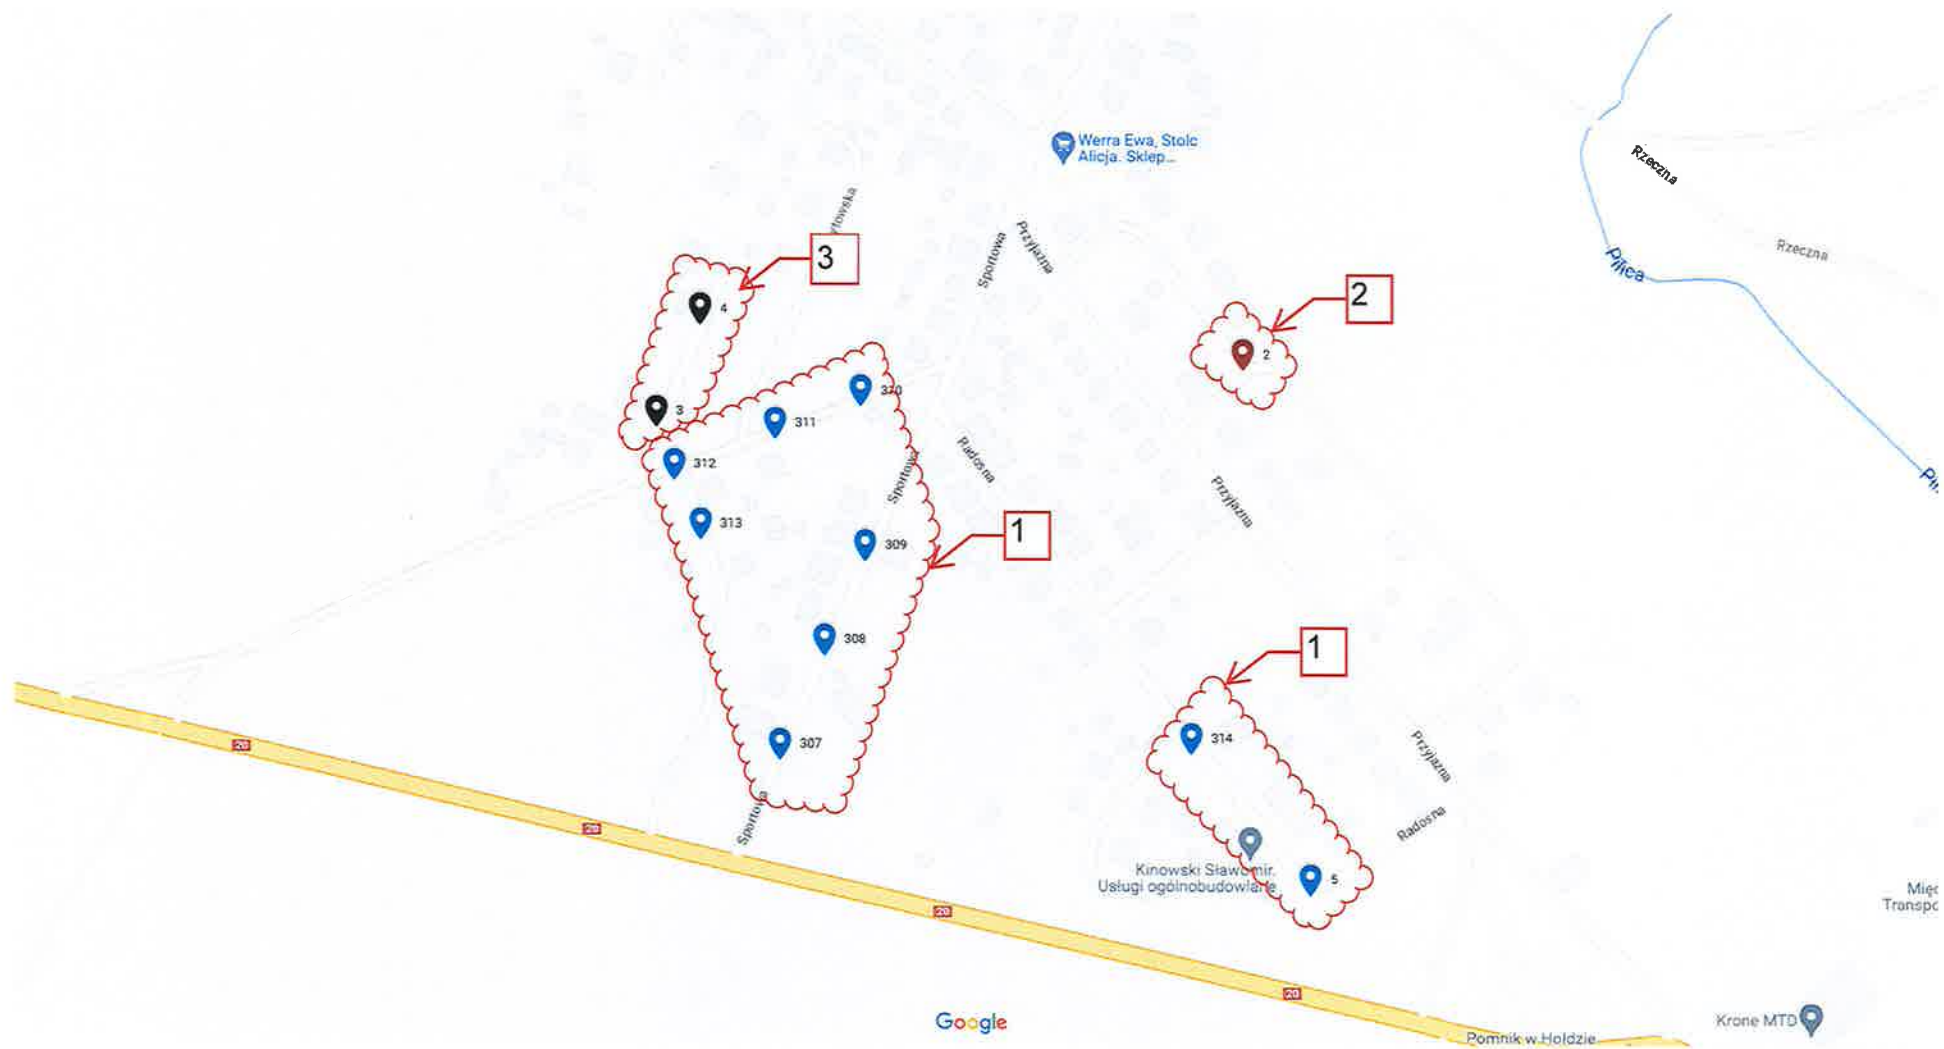 Werra Ewa, Stolc
Alicja. Sklep...
Rzeczna
Rzeczna
Pilica
Sportowa
Przyjazna
3
2
4
2
3
310
311
312
313
Sportowa
Radosna
Przyjazna
309
1
308
1
307
314
Sportowa
Przyjazna
Radosna
20
20
20
20
Kinowski Sławomir.
Usługi ogólnobudowlane
5
Google
Krone MTD
Pomnik w Hołdzie